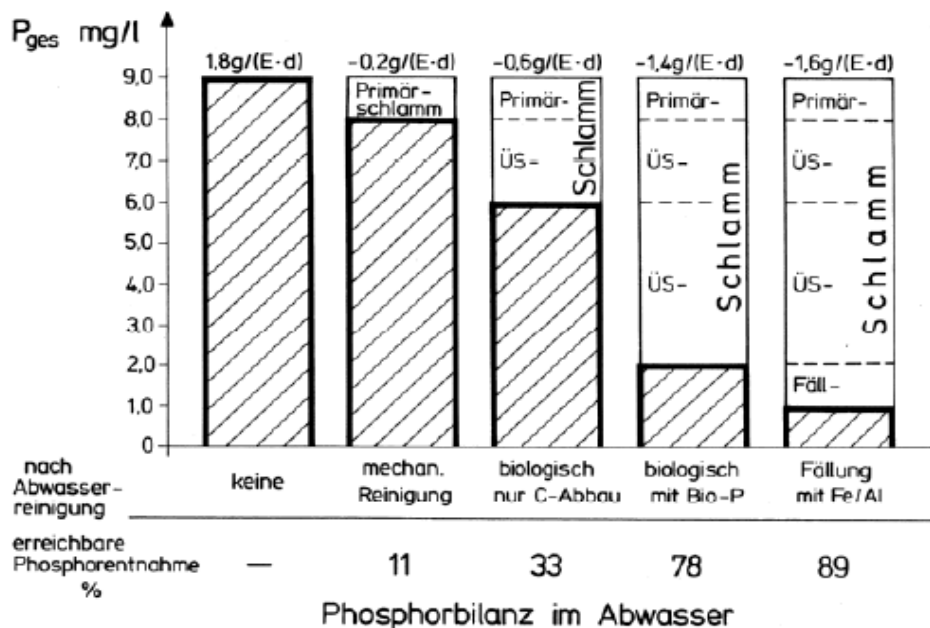 P_ges mg/l
1,8g/(E·d) -0,2g/(E·d) -0,6g/(E·d) -1,4g/(E·d) -1,6g/(E·d)
9,0
8,0
7,0
6,0
5,0
4,0
3,0
2,0
1,0
0
Primär-
schlamm
Primär-
ÜS-
Schlamm
Primär-
ÜS-
ÜS-
Schlamm
Primär-
ÜS-
ÜS-
Fäll-
Schlamm
nach
Abwasser-
reinigung
keine
mechan.
Reinigung
biologisch
nur C-Abbau
biologisch
mit Bio-P
Fällung
mit Fe/Al
erreichbare
Phosphorentnahme
%
— 11 33 78 89
Phosphorbilanz im Abwasser